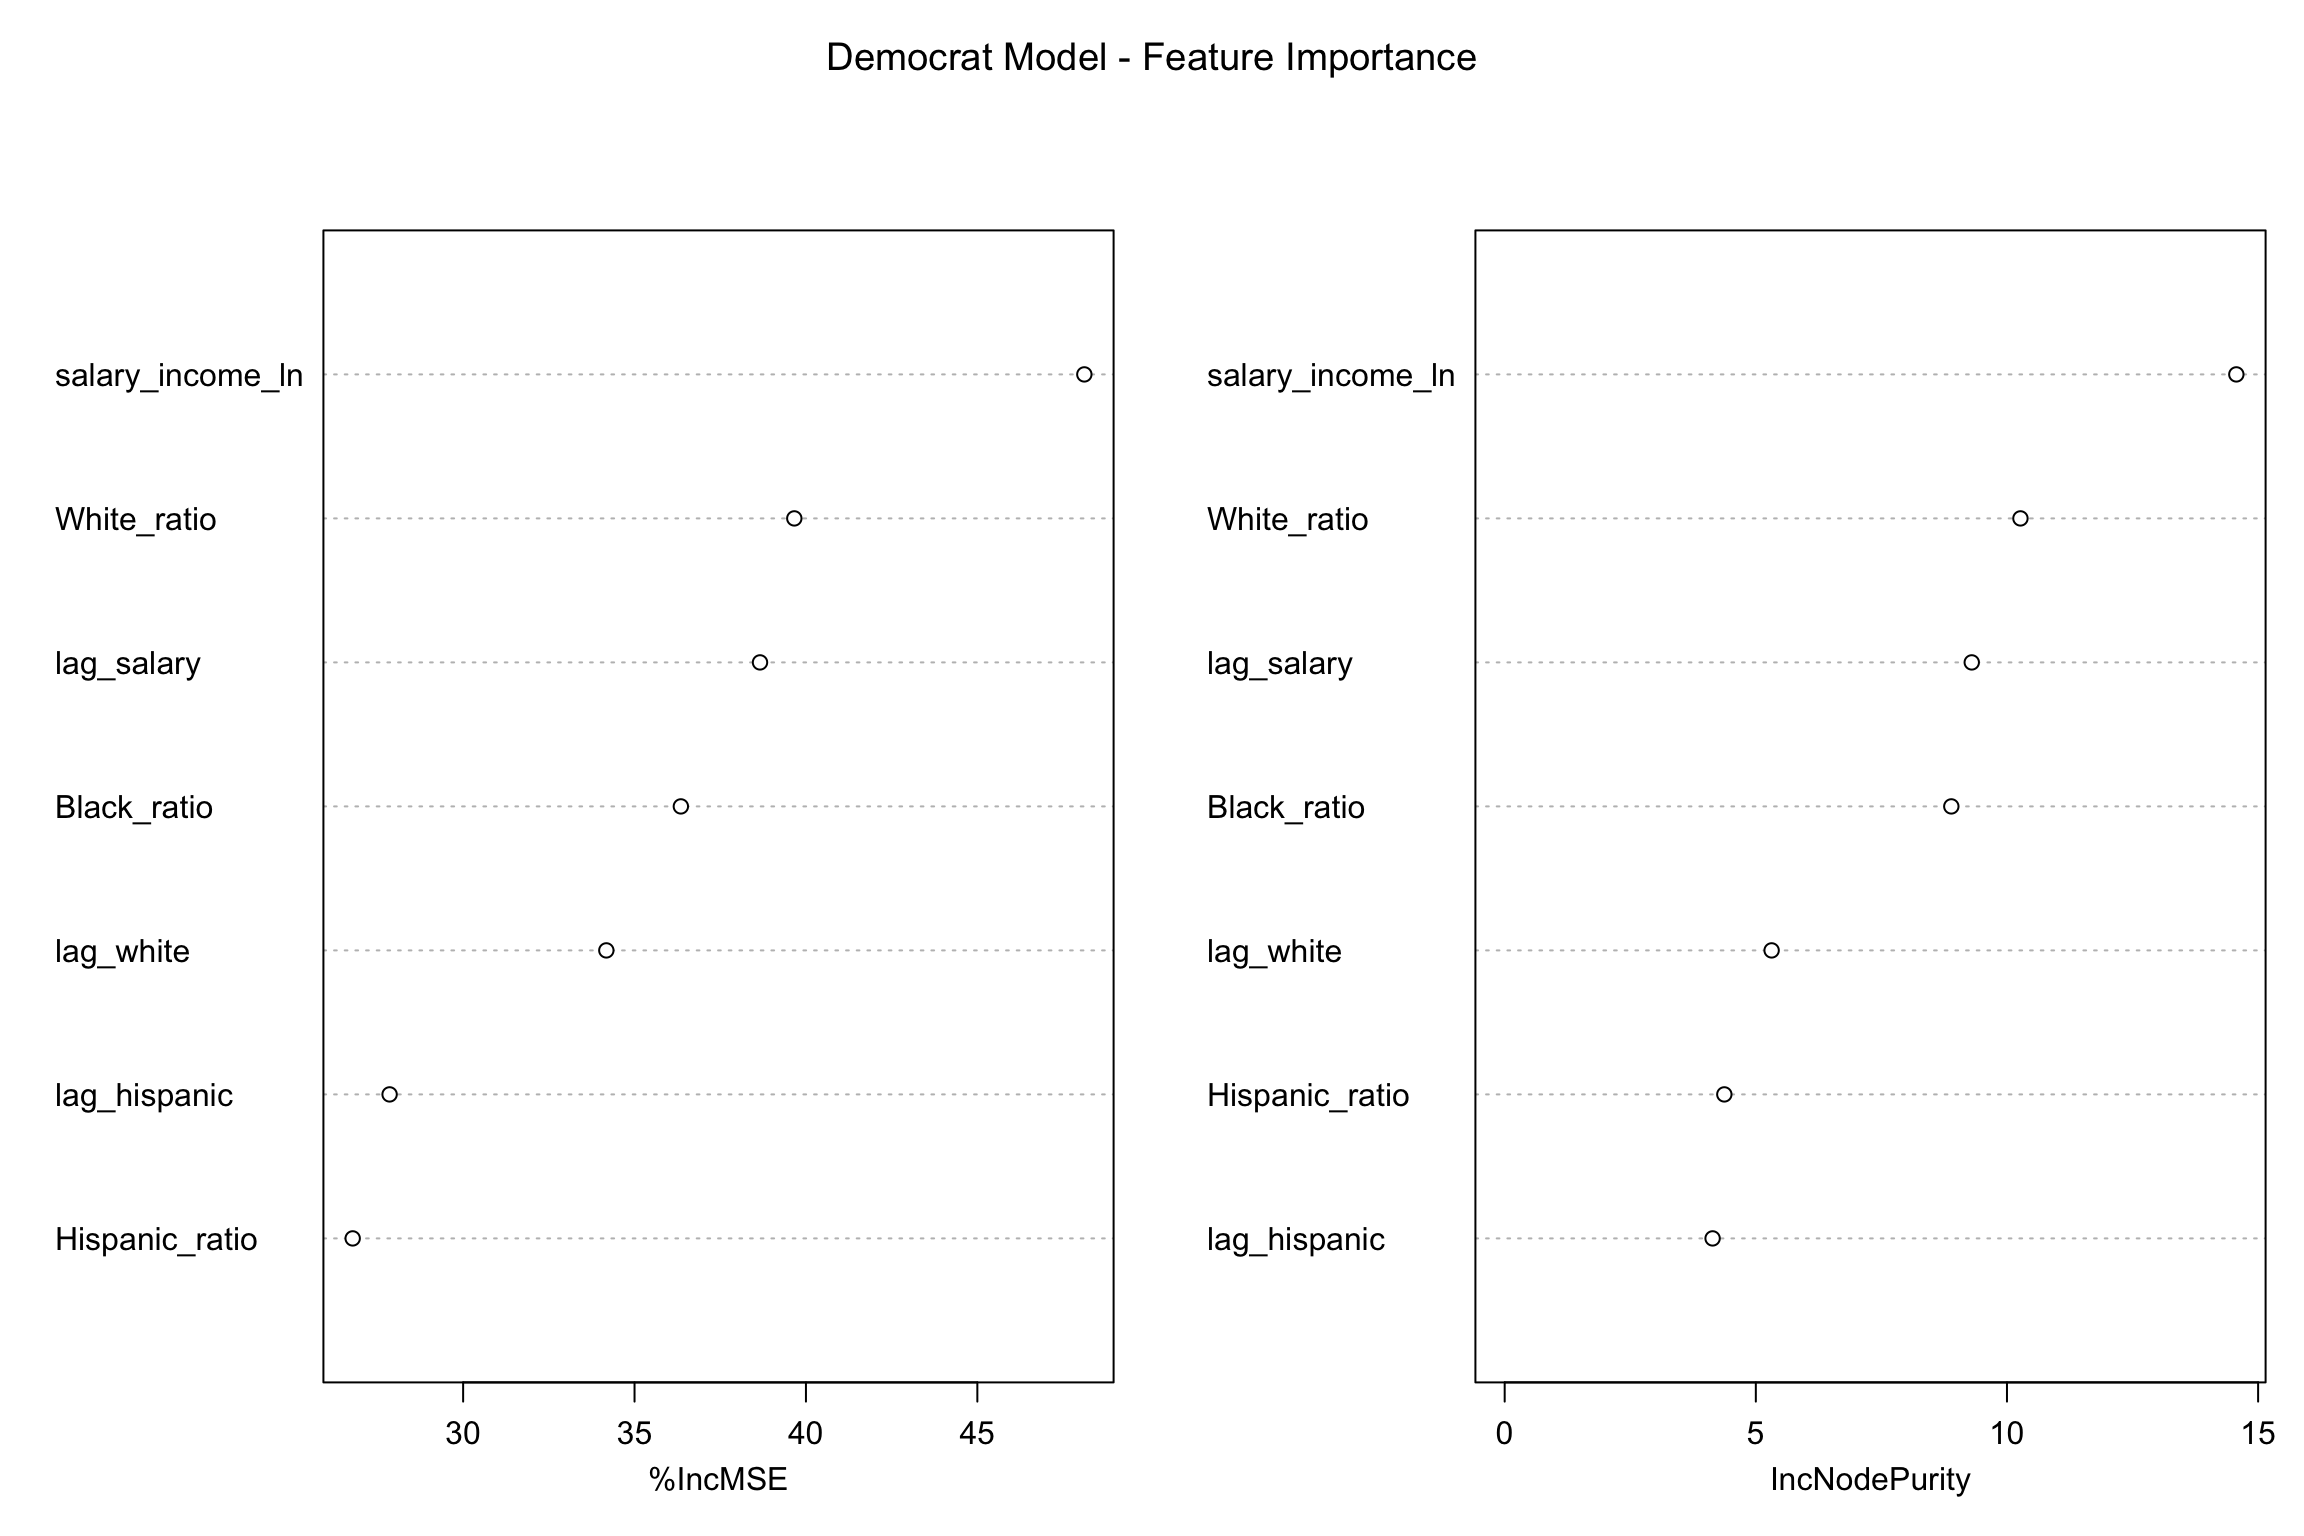 Democrat Model - Feature Importance
salary_income_ln
White_ratio
lag_salary
Black_ratio
lag_white
lag_hispanic
Hispanic_ratio
30 35 40 45
%IncMSE
salary_income_ln
White_ratio
lag_salary
Black_ratio
lag_white
Hispanic_ratio
lag_hispanic
0 5 10 15
IncNodePurity